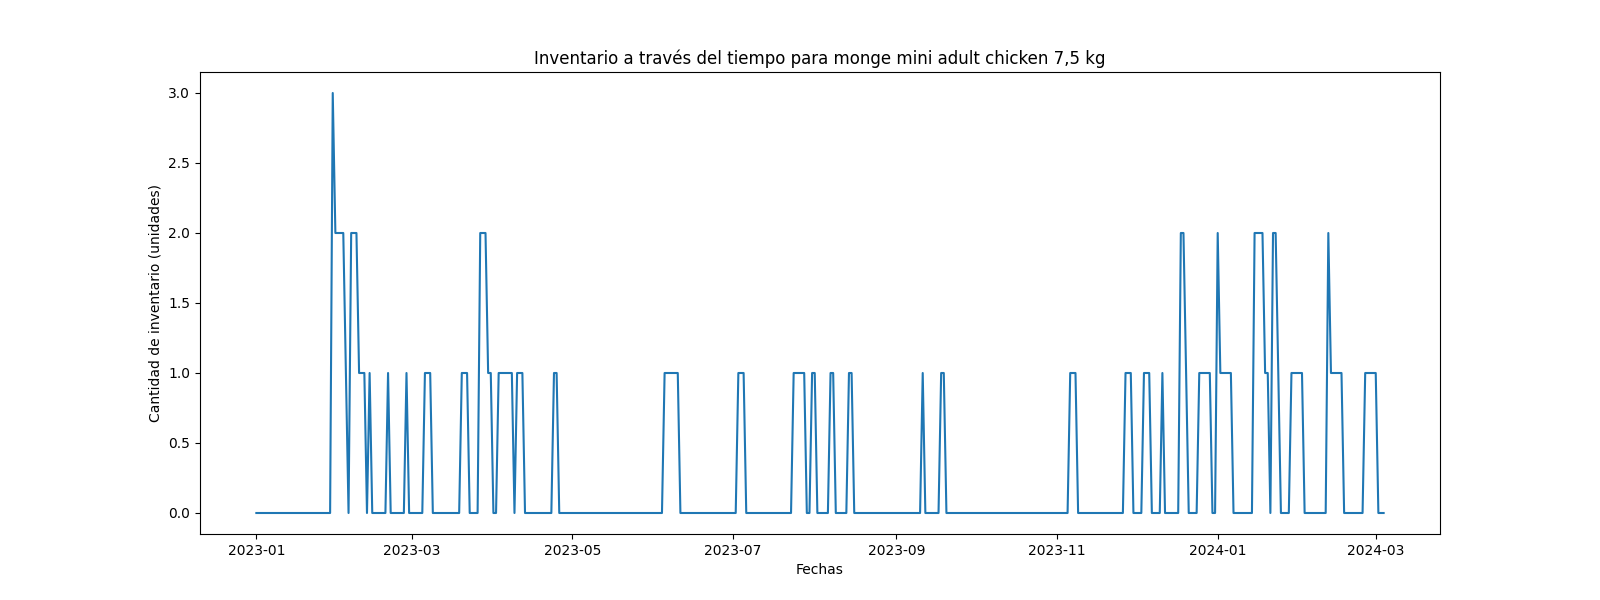 Inventario a través del tiempo para monge mini adult chicken 7,5 kg
Cantidad de inventario (unidades)
3.0
2.5
2.0
1.5
1.0
0.5
0.0
2023-01 2023-03 2023-05 2023-07 2023-09 2023-11 2024-01 2024-03
Fechas